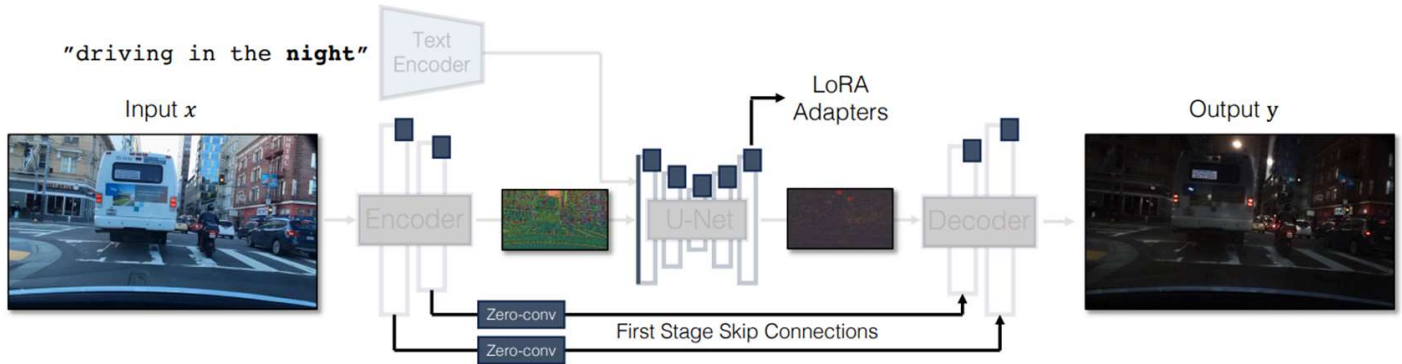 "driving in the night"
Text
Encoder
Input x
LoRA
Adapters
Output y
Encoder
U-Net
Decoder
Zero-conv
First Stage Skip Connections
Zero-conv